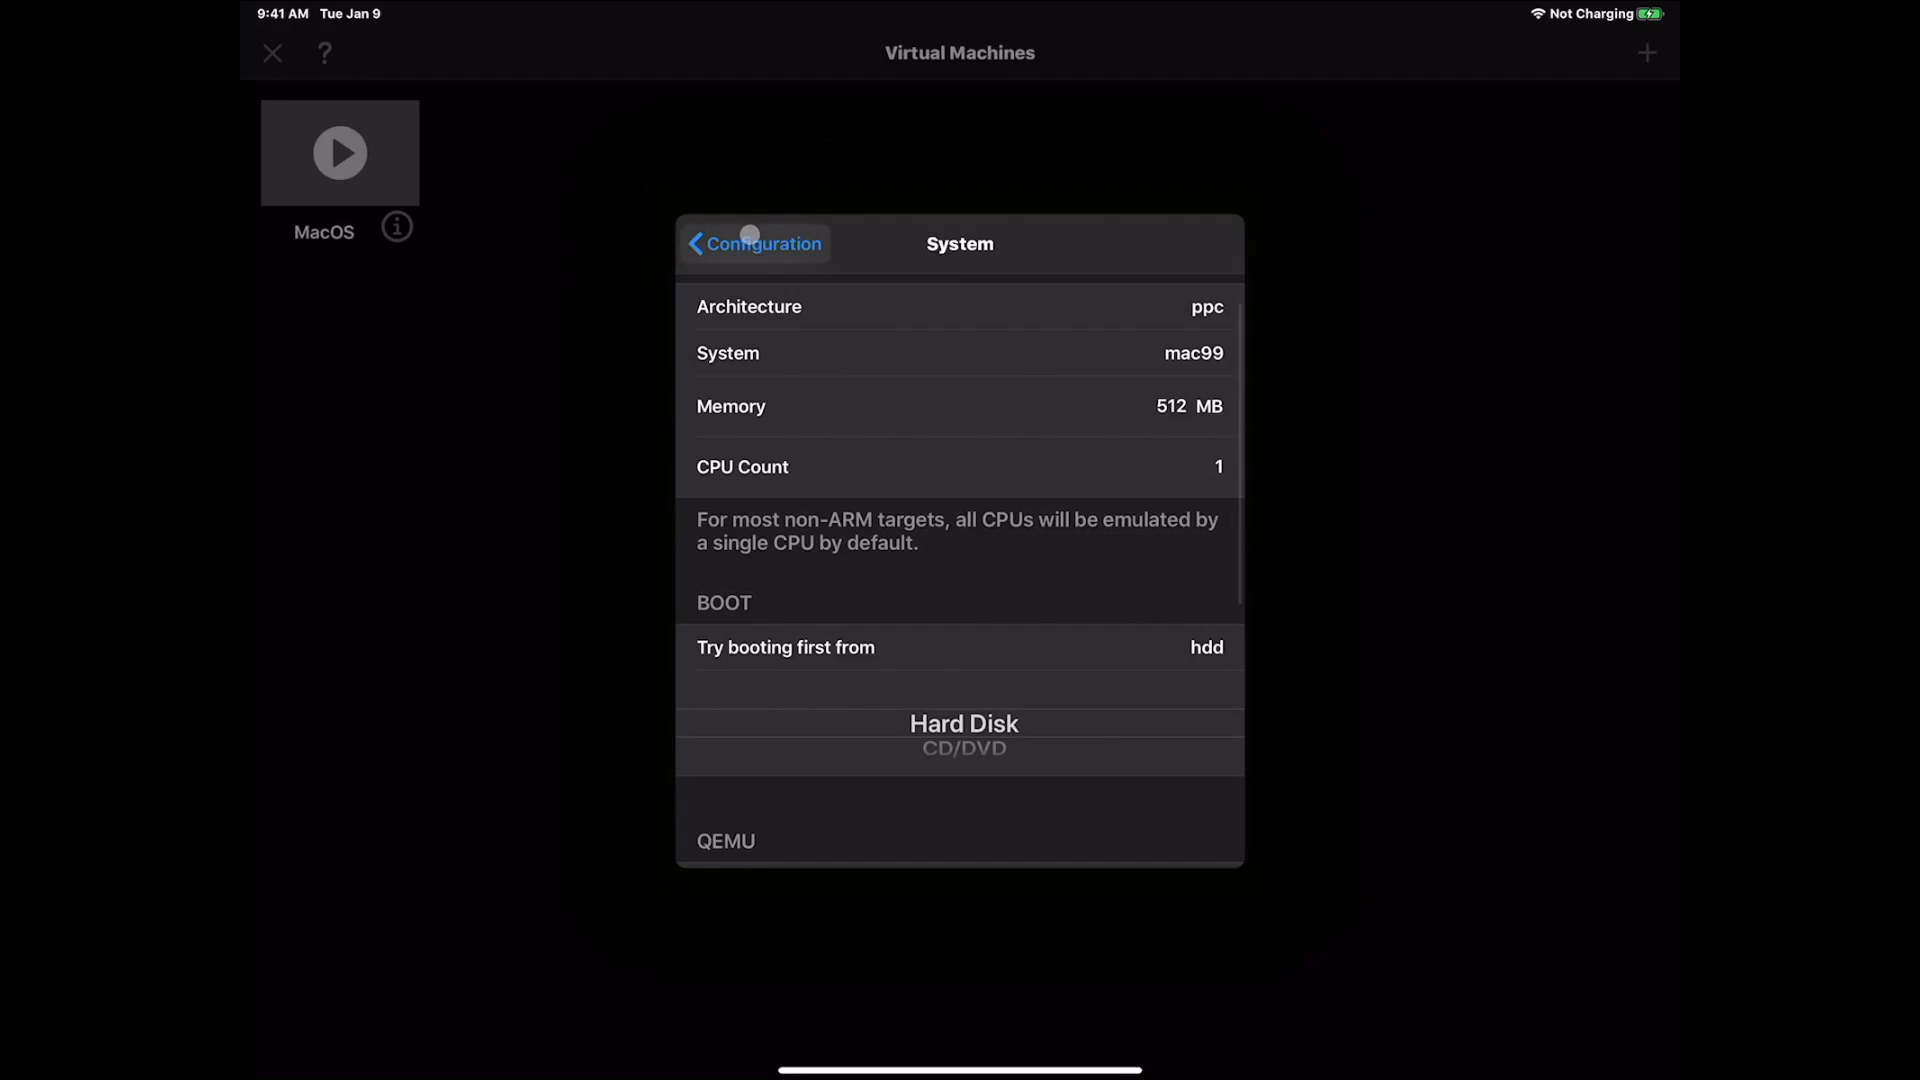 9:41 AM Tue Jan 9
Not Charging
?
Virtual Machines
MacOS
Configuration
System
Architecture ppc
System mac99
Memory 512 MB
CPU Count 1
For most non-ARM targets, all CPUs will be emulated by
a single CPU by default.
BOOT
Try booting first from hdd
Hard Disk
CD/DVD
QEMU